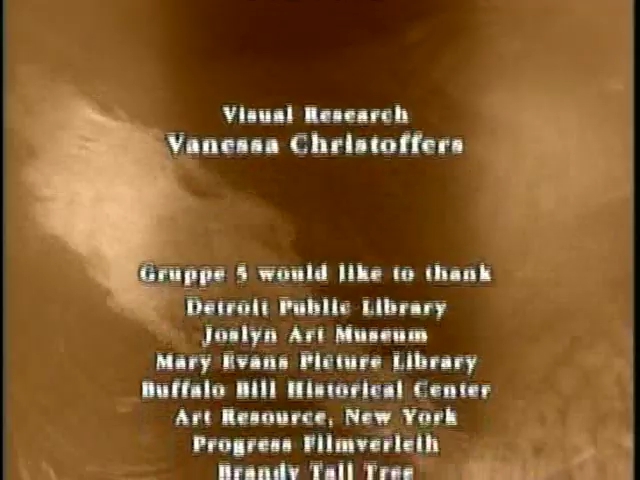 Visual Research
Vanessa Christoffers
Gruppe 5 would like to thank
Detroit Public Library
Joslyn Art Museum
Mary Evans Picture Library
Buffalo Bill Historical Center
Art Resource, New York
Progress Filmverleih
Brandy Tall Tree